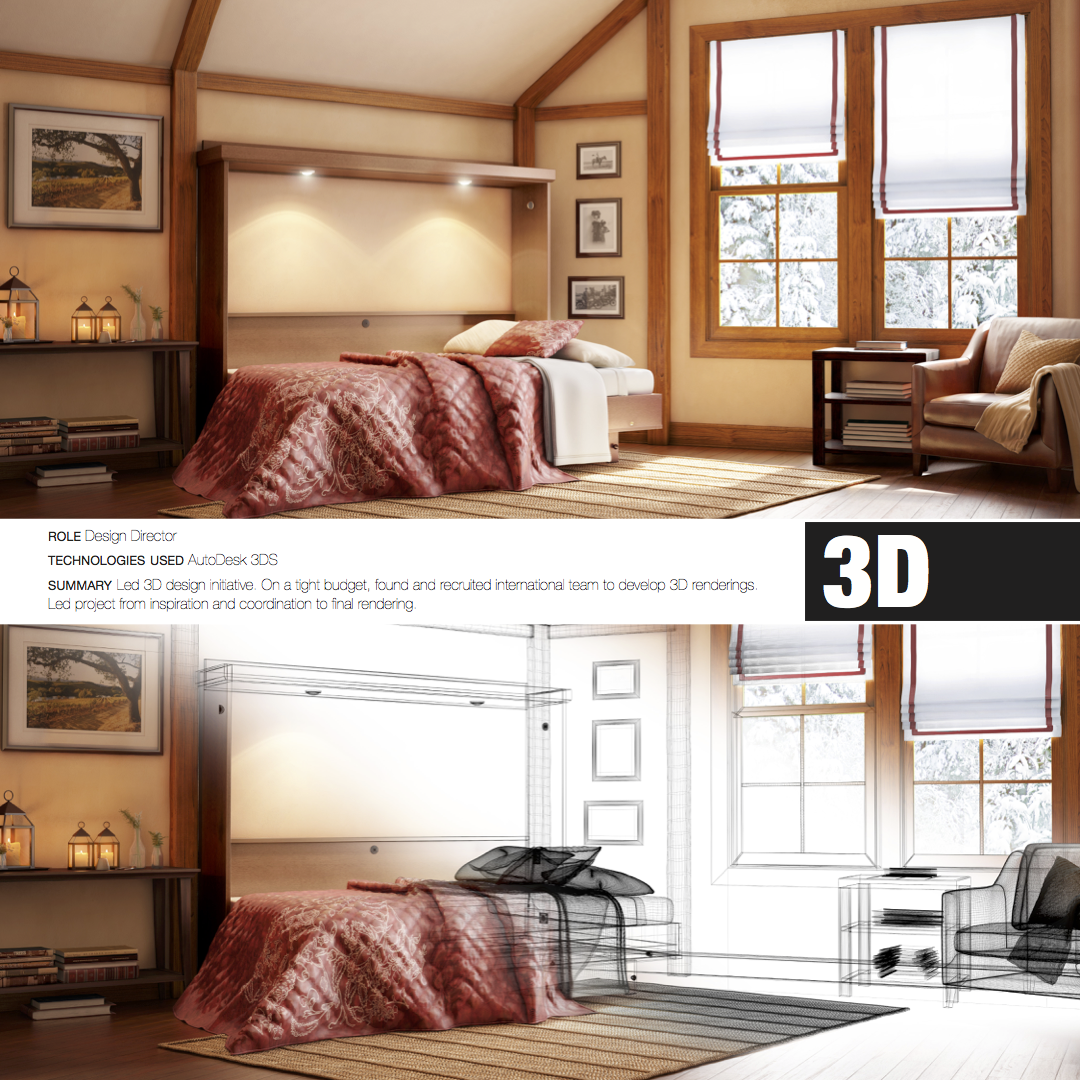 ROLE Design Director
TECHNOLOGIES USED AutoDesk 3DS
SUMMARY Led 3D design initiative. On a tight budget, found and recruited international team to develop 3D renderings.
Led project from inspiration and coordination to final rendering.
3D